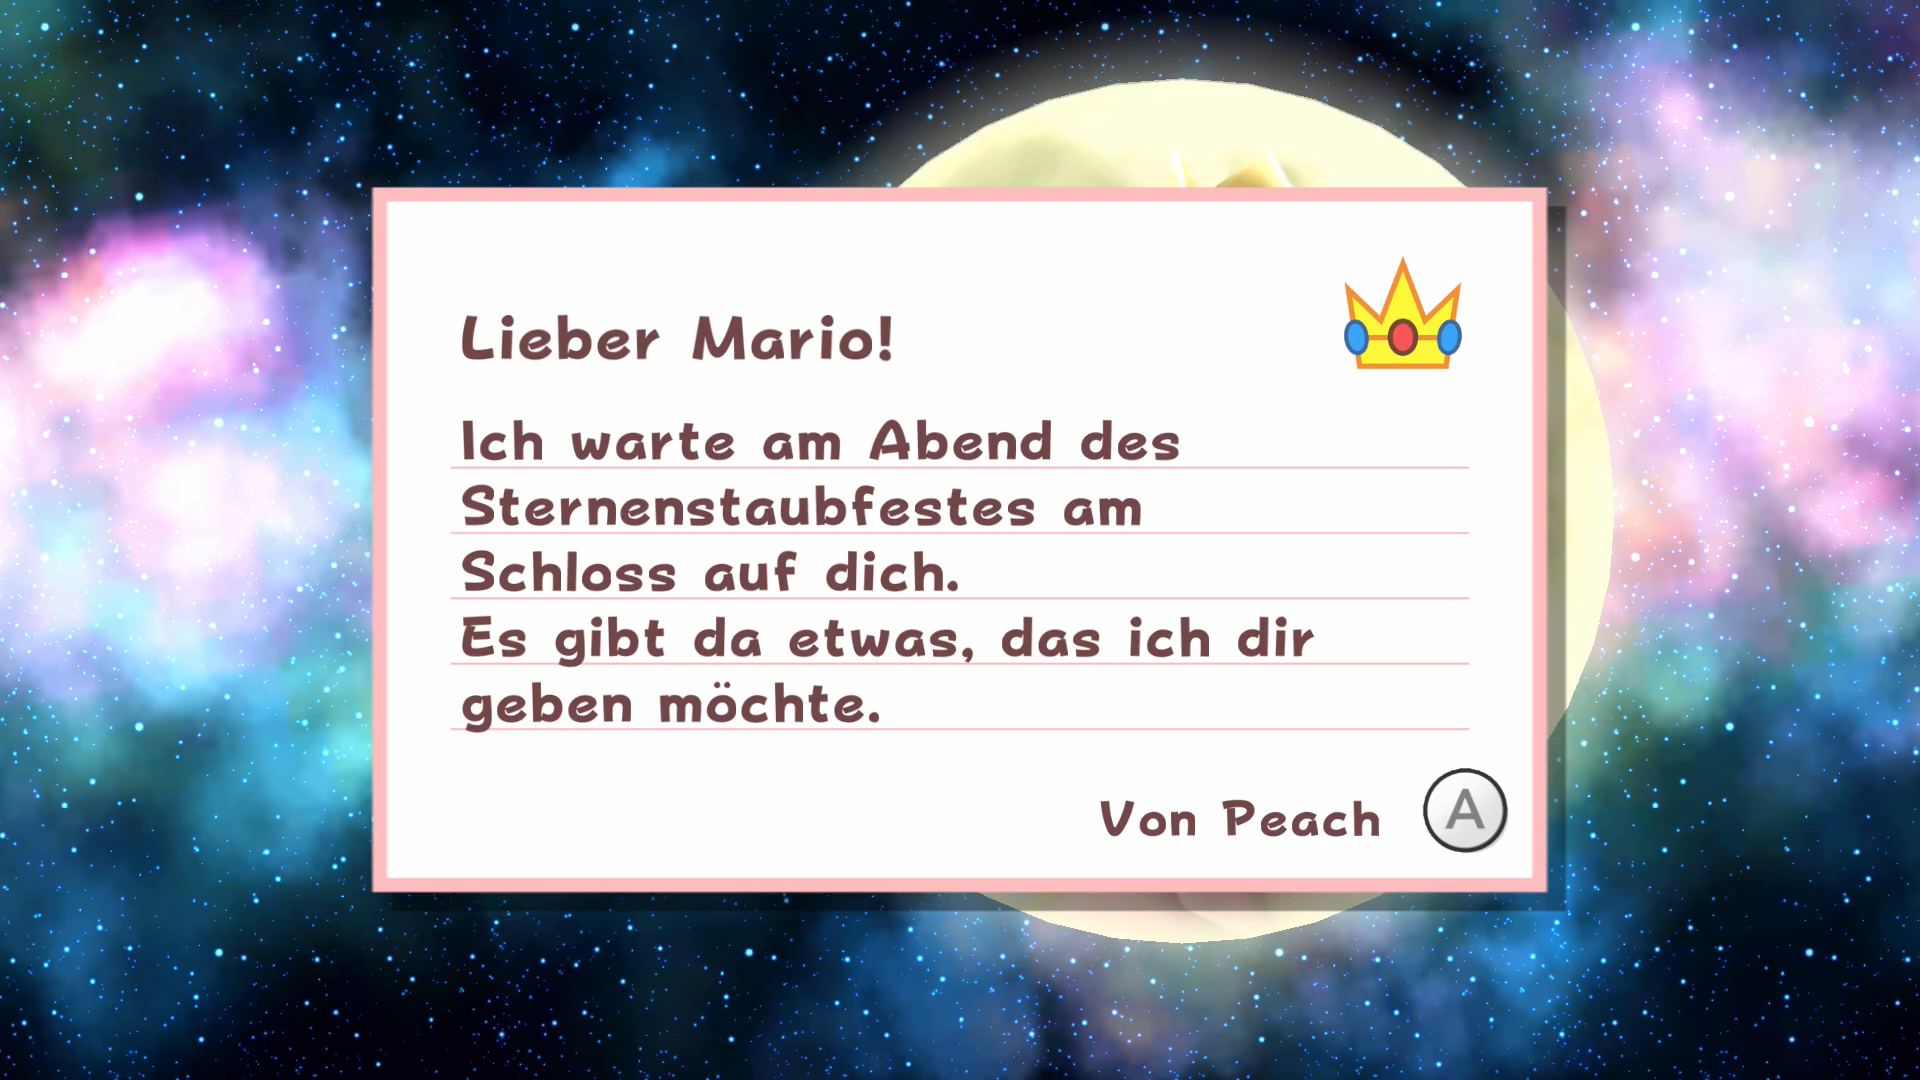 Lieber Mario!
Ich warte am Abend des
Sternenstaubfestes am
Schloss auf dich.
Es gibt da etwas, das ich dir
geben möchte.
Von Peach
A